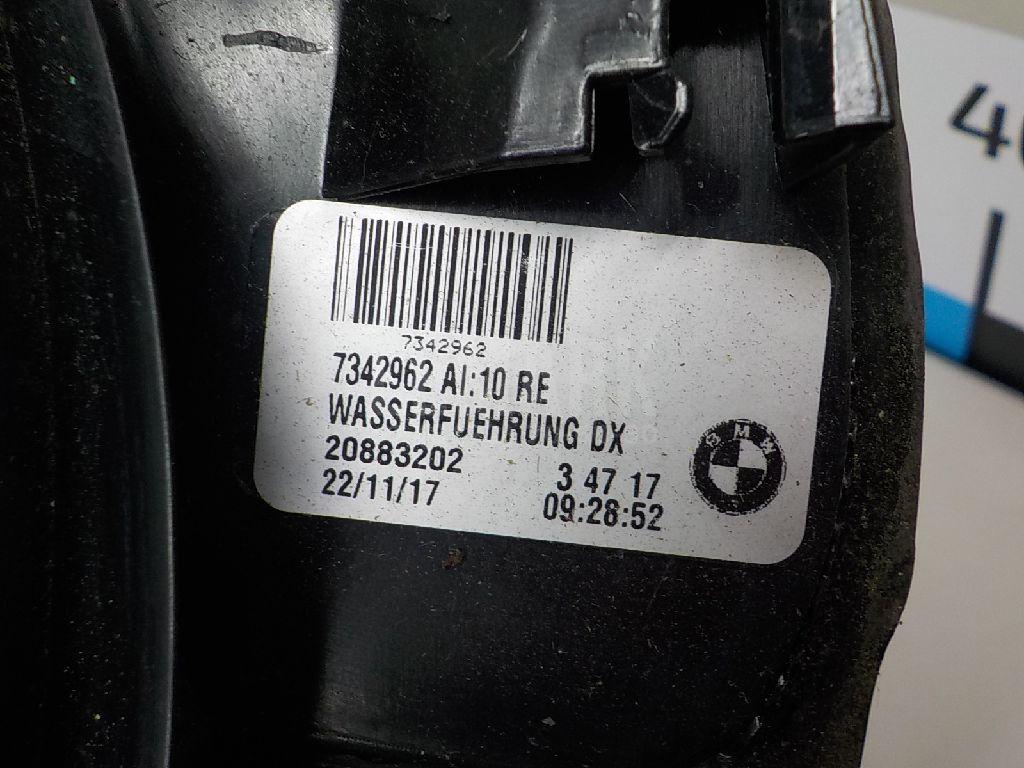 7342962
7342962 AI:10 RE
WASSERFUEHRUNG DX
20883202 3 47 17
22/11/17 09:28:52
BMW